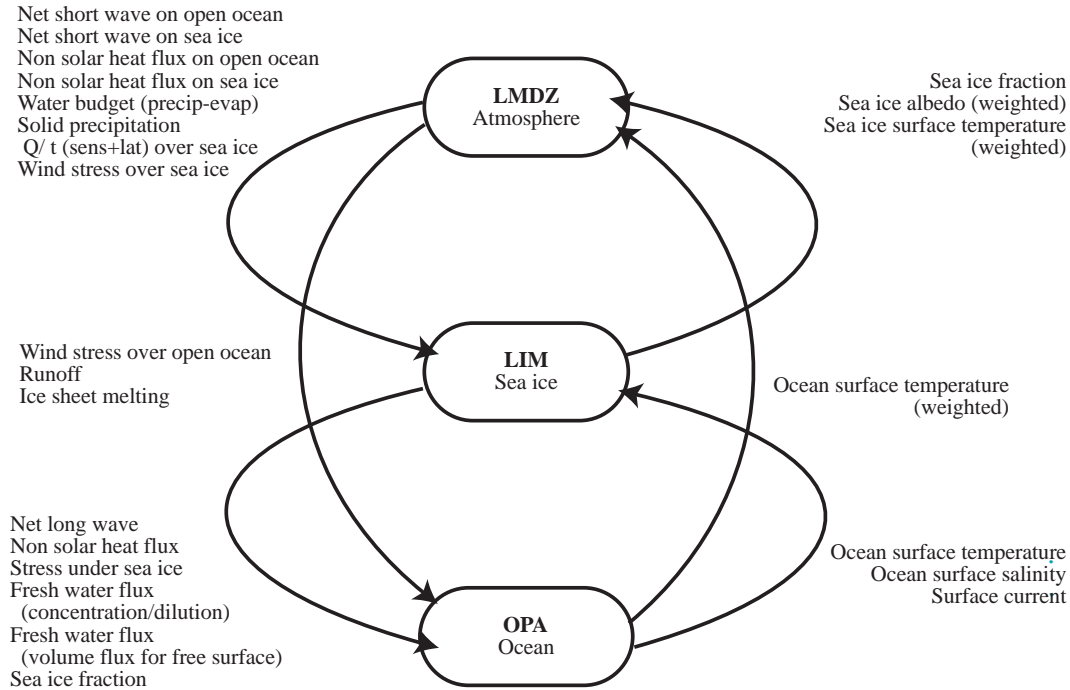 Net short wave on open ocean
Net short wave on sea ice
Non solar heat flux on open ocean
Non solar heat flux on sea ice
Water budget (precip-evap)
Solid precipitation
Q/ t (sens+lat) over sea ice
Wind stress over sea ice
LMDZ
Atmosphere
Sea ice fraction
Sea ice albedo (weighted)
Sea ice surface temperature
(weighted)
Wind stress over open ocean
Runoff
Ice sheet melting
LIM
Sea ice
Ocean surface temperature
(weighted)
Net long wave
Non solar heat flux
Stress under sea ice
Fresh water flux
(concentration/dilution)
Fresh water flux
(volume flux for free surface)
Sea ice fraction
OPA
Ocean
Ocean surface temperature
Ocean surface salinity
Surface current